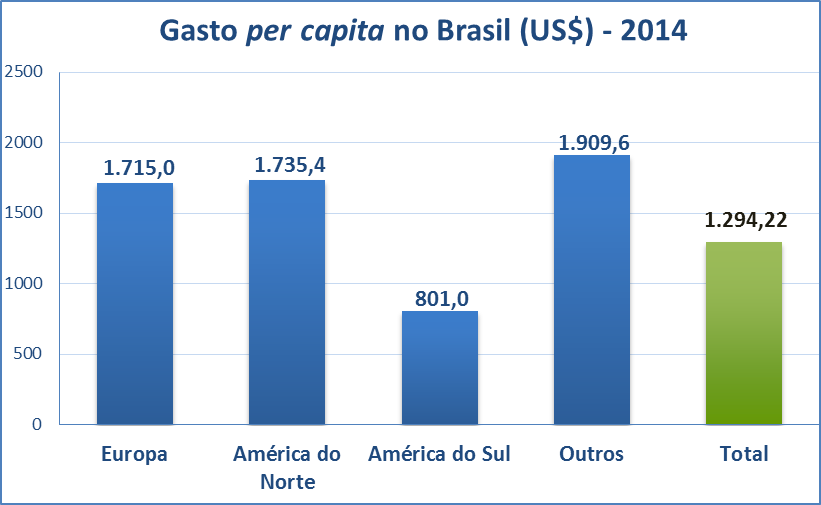 Gasto per capita no Brasil (US$) - 2014
2500
2000
1500
1000
500
0
1.715,0
1.735,4
801,0
1.909,6
1.294,22
Europa
América do
Norte
América do Sul
Outros
Total